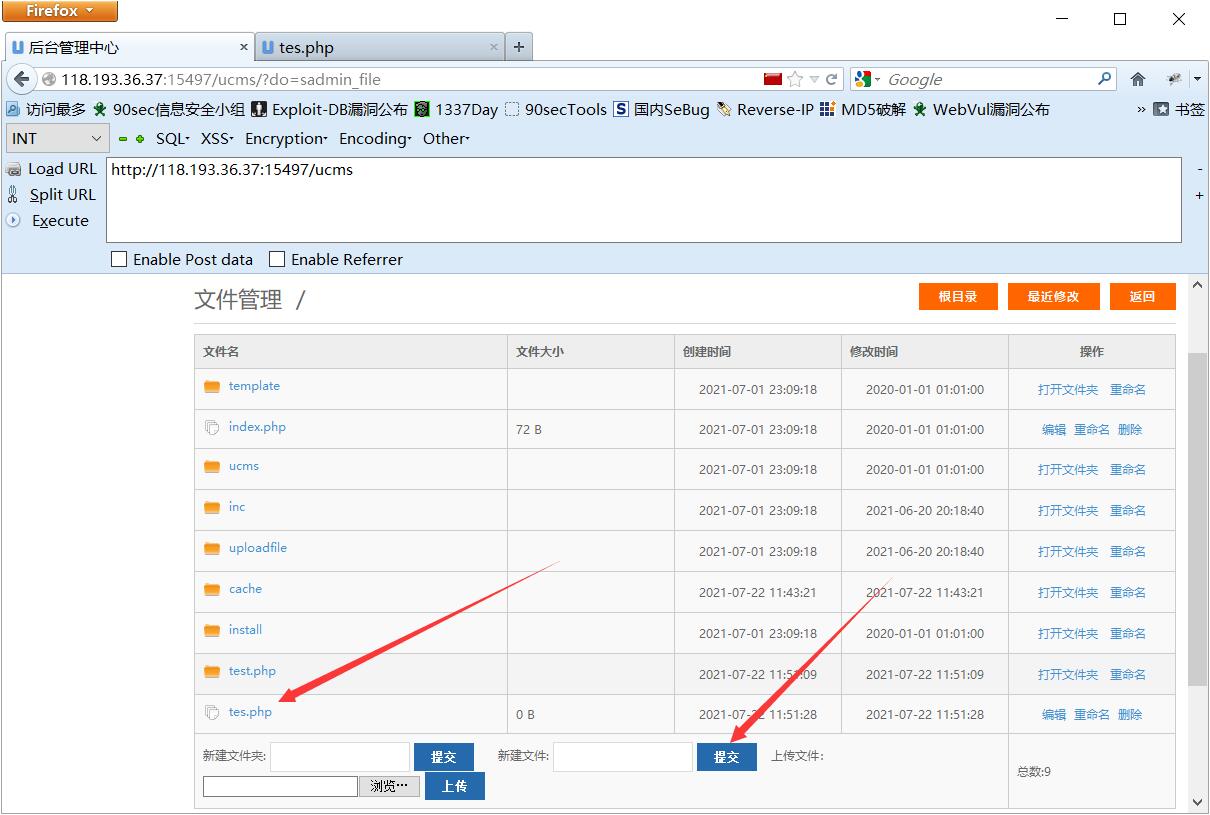 Firefox
后台管理中心 tes.php
118.193.36.37:15497/ucms/?do=sadmin_file Google
访问最多 90sec信息安全小组 Exploit-DB漏洞公布 1337Day 90secTools 国内SeBug Reverse-IP MD5破解 WebVul漏洞公布 » 书签
INT SQL XSS Encryption Encoding Other
Load URL http://118.193.36.37:15497/ucms
Split URL
Execute
Enable Post data Enable Referrer
文件管理 / 根目录 最近修改 返回
文件名 文件大小 创建时间 修改时间 操作
template 2021-07-01 23:09:18 2020-01-01 01:01:00 打开文件夹 重命名
index.php 72 B 2021-07-01 23:09:18 2020-01-01 01:01:00 编辑 重命名 删除
ucms 2021-07-01 23:09:18 2020-01-01 01:01:00 打开文件夹 重命名
inc 2021-07-01 23:09:18 2021-06-20 20:18:40 打开文件夹 重命名
uploadfile 2021-07-01 23:09:18 2021-06-20 20:18:40 打开文件夹 重命名
cache 2021-07-22 11:43:21 2021-07-22 11:43:21 打开文件夹 重命名
install 2021-07-01 23:09:18 2020-01-01 01:01:00 打开文件夹 重命名
test.php 2021-07-22 11:51:09 2021-07-22 11:51:09 打开文件夹 重命名
tes.php 0 B 2021-07-22 11:51:28 2021-07-22 11:51:28 编辑 重命名 删除
新建文件夹: 提交 新建文件: 提交 上传文件:
浏览… 上传 总数:9